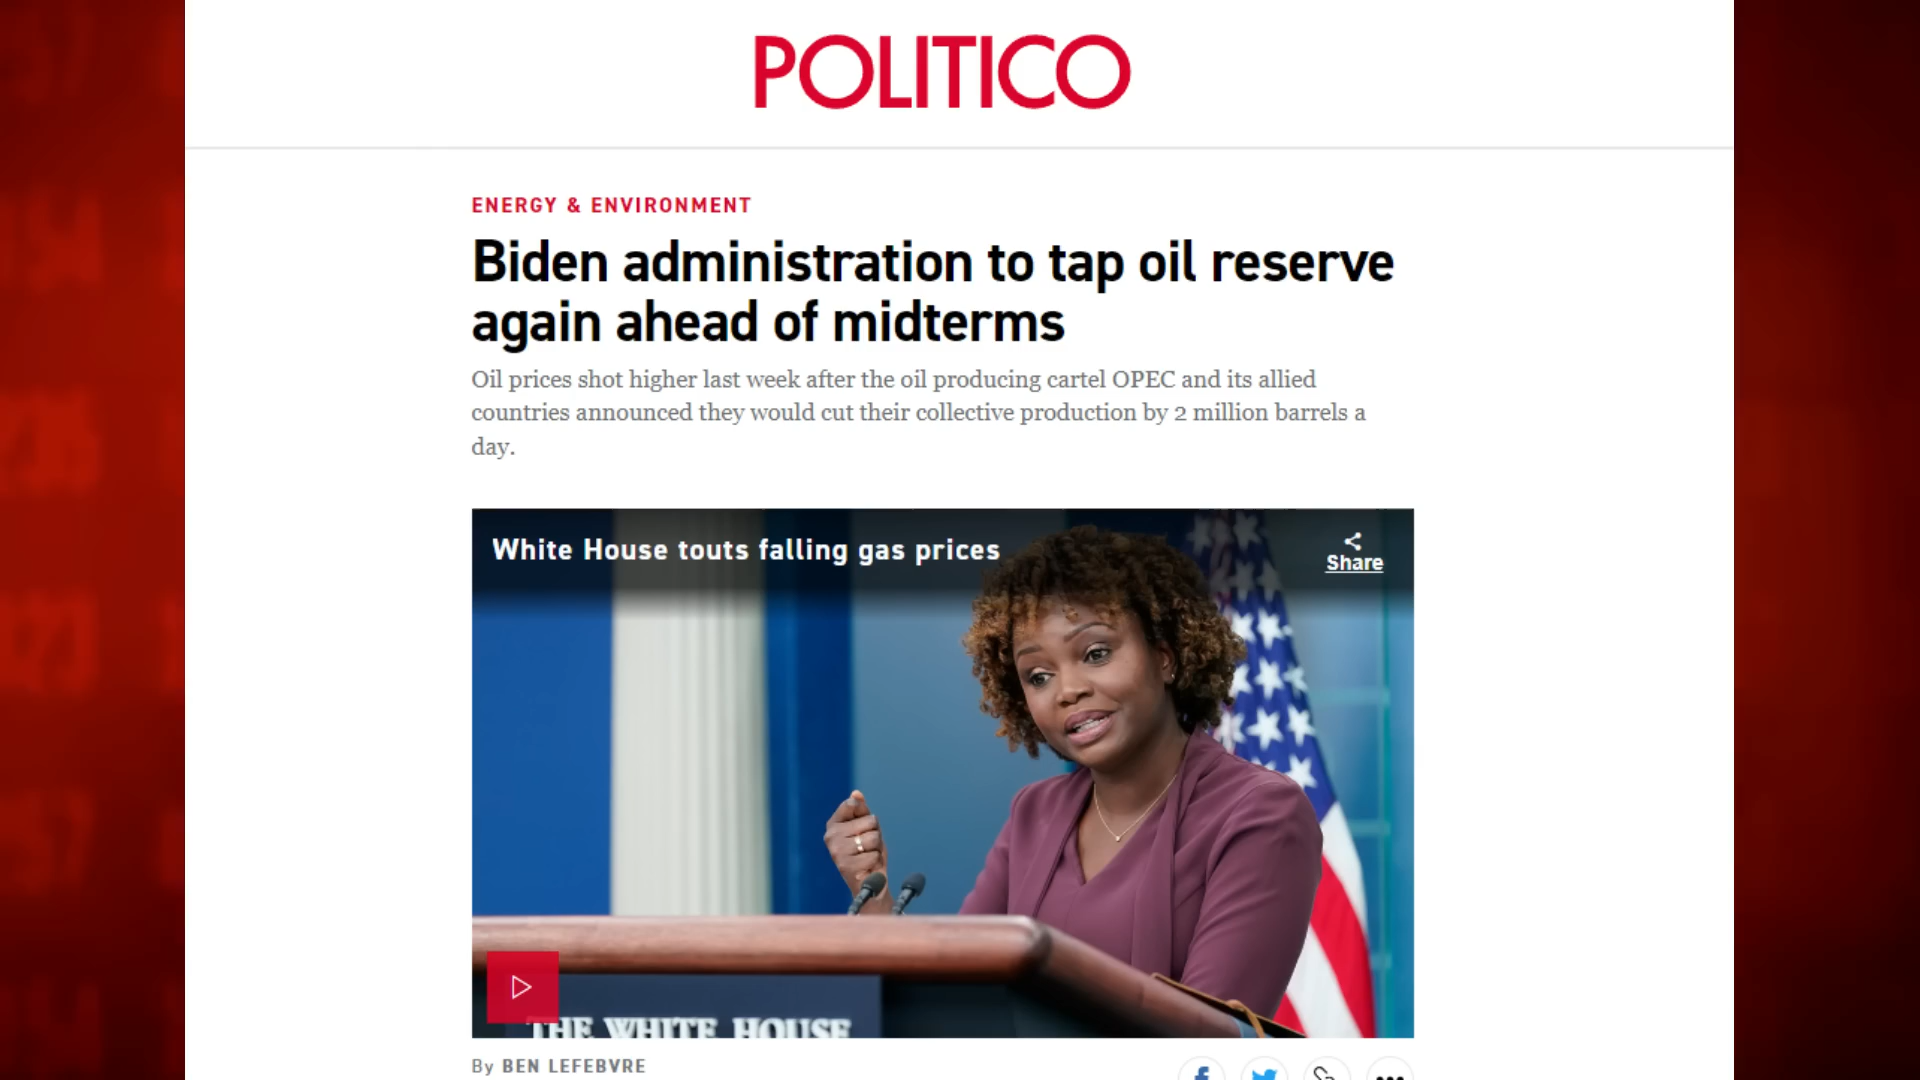 POLITICO
ENERGY & ENVIRONMENT
Biden administration to tap oil reserve
again ahead of midterms
Oil prices shot higher last week after the oil producing cartel OPEC and its allied
countries announced they would cut their collective production by 2 million barrels a
day.
White House touts falling gas prices
Share
THE WHITE HOUSE
By BEN LEFEBVRE